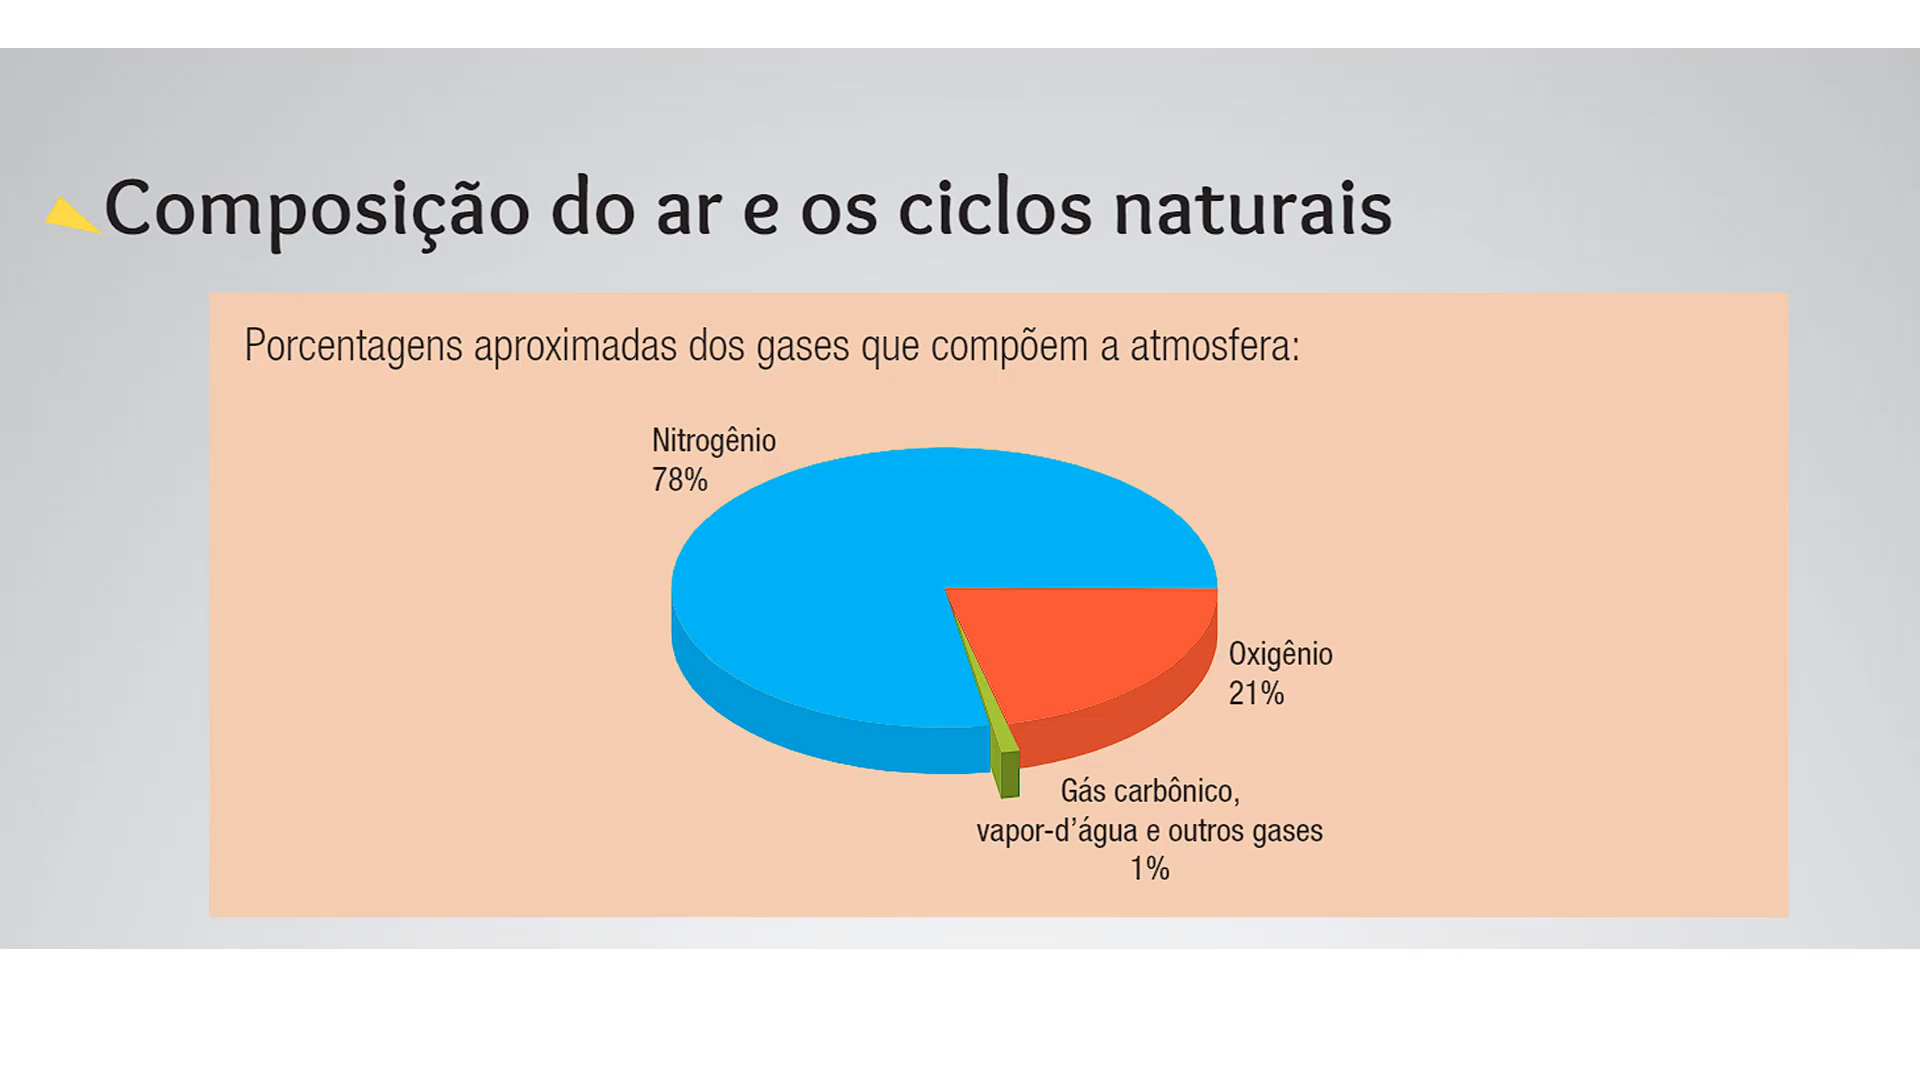 Composição do ar e os ciclos naturais
Porcentagens aproximadas dos gases que compõem a atmosfera:
Nitrogênio
78%
Oxigênio
21%
Gás carbônico,
vapor-d’água e outros gases
1%